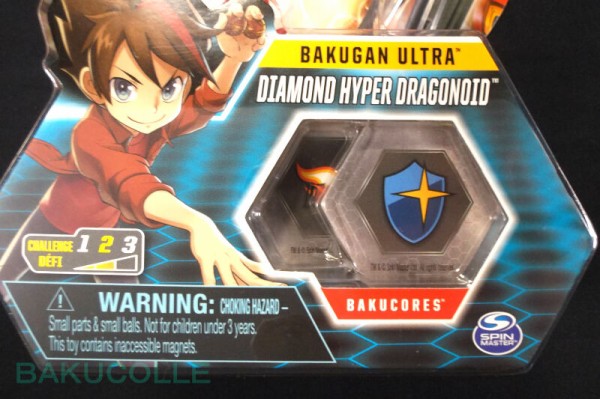 BAKUGAN ULTRA™
DIAMOND HYPER DRAGONOID™
CHALLENGE 1 2 3
DÉFI
BAKUCORES™
WARNING: CHOKING HAZARD –
Small parts & small balls. Not for children under 3 years.
This toy contains inaccessible magnets.
SPIN
MASTER™
BAKUCOLLE